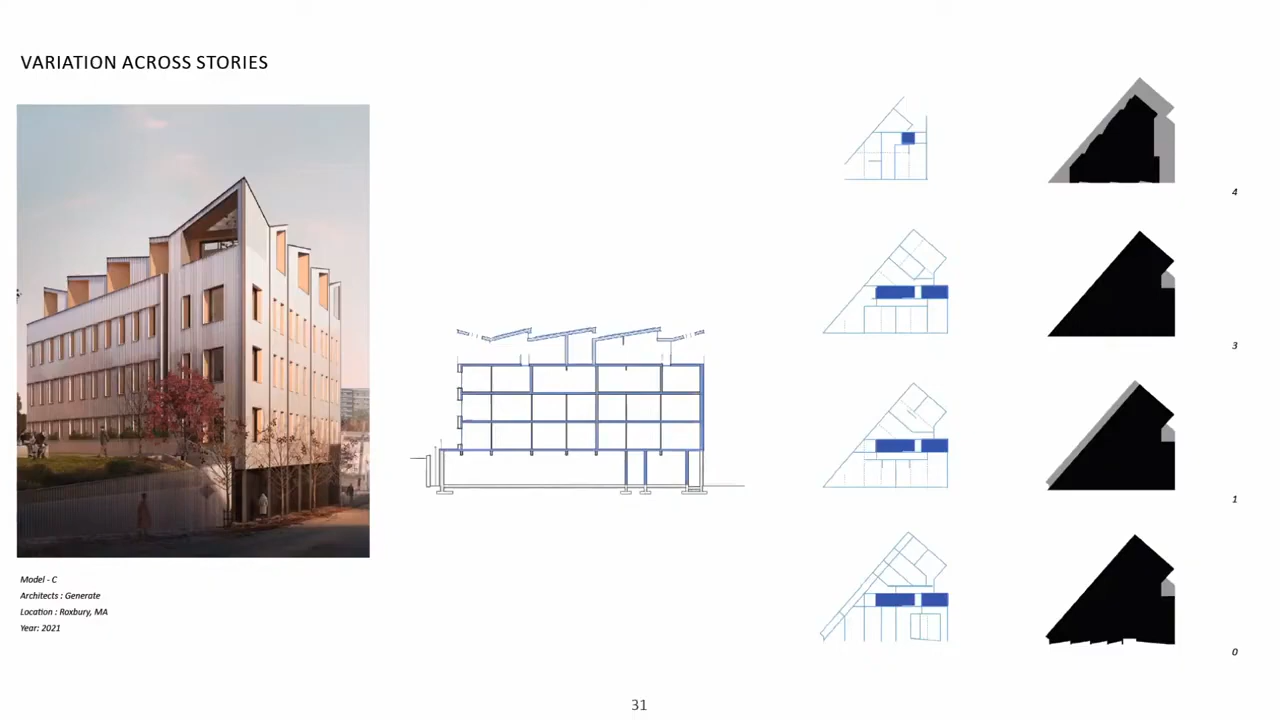 VARIATION ACROSS STORIES
Model - C
Architects : Generate
Location : Roxbury, MA
Year: 2021
4
3
1
0
31